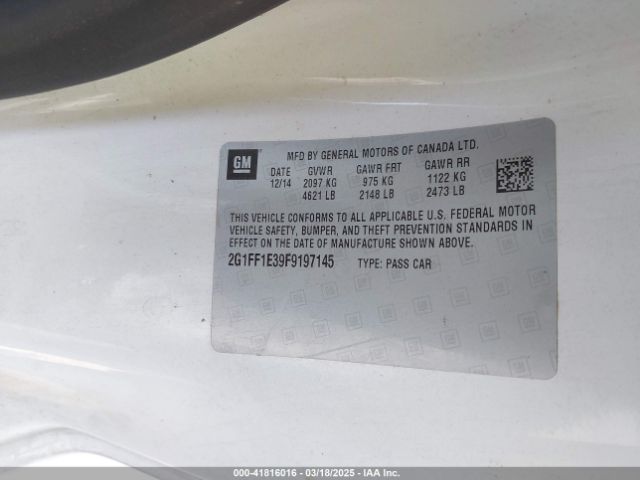 GM
MFD BY GENERAL MOTORS OF CANADA LTD.
DATE GVWR GAWR FRT GAWR RR
12/14 2097 KG 975 KG 1122 KG
4621 LB 2148 LB 2473 LB
THIS VEHICLE CONFORMS TO ALL APPLICABLE U.S. FEDERAL MOTOR
VEHICLE SAFETY, BUMPER, AND THEFT PREVENTION STANDARDS IN
EFFECT ON THE DATE OF MANUFACTURE SHOWN ABOVE.
2G1FF1E39F9197145 TYPE: PASS CAR
000-41816016 - 03/18/2025 - IAA Inc.